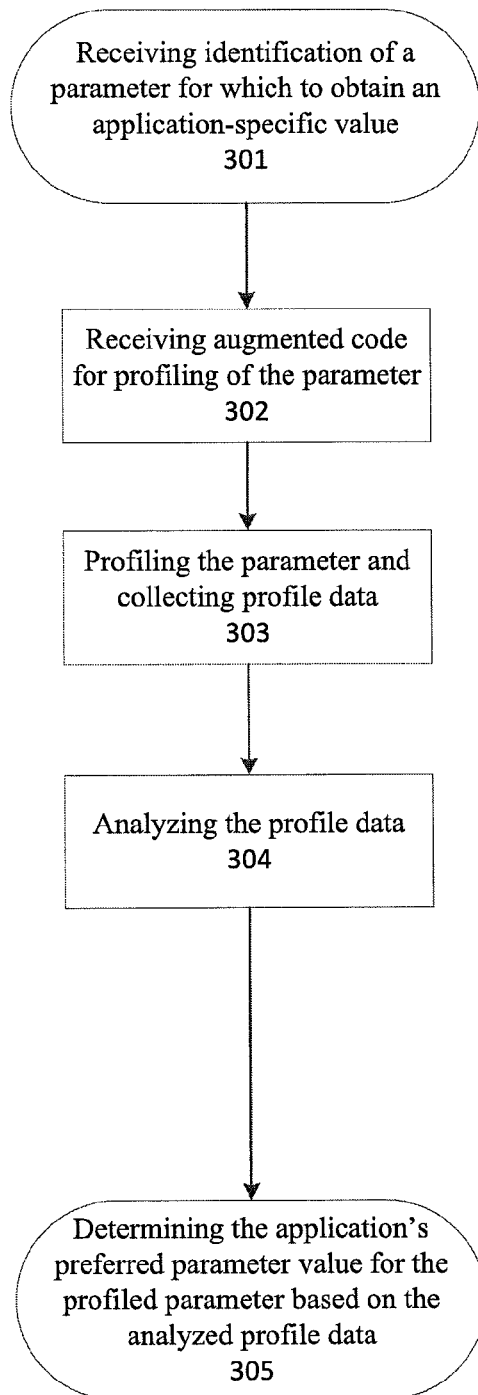 Receiving identification of a
parameter for which to obtain an
application-specific value
301
Receiving augmented code
for profiling of the parameter
302
Profiling the parameter and
collecting profile data
303
Analyzing the profile data
304
Determining the application's
preferred parameter value for the
profiled parameter based on the
analyzed profile data
305